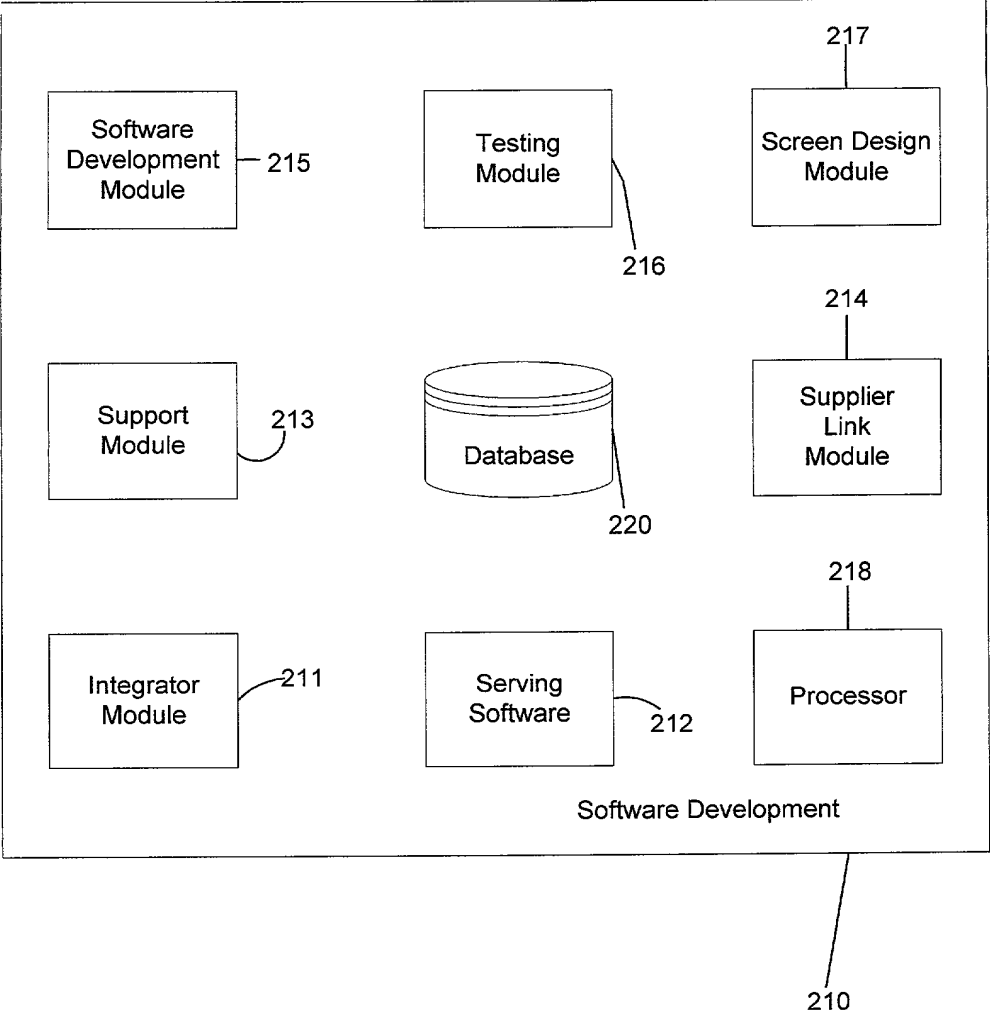 217
Software
Development
Module
215
Testing
Module
216
Screen Design
Module
214
Support
Module
213
Database
220
Supplier
Link
Module
218
Integrator
Module
211
Serving
Software
212
Processor
Software Development
210